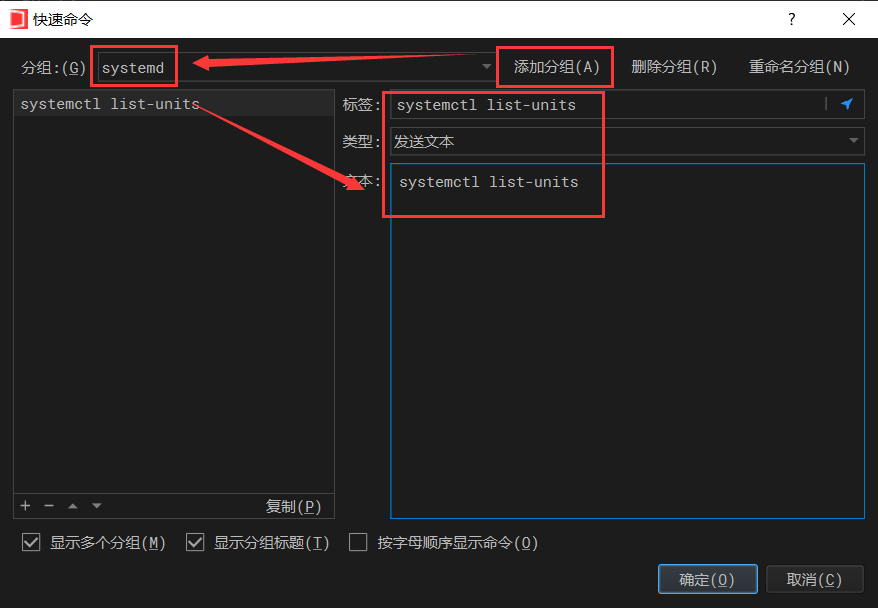 快速命令
分组:(G) systemd 添加分组(A) 删除分组(R) 重命名分组(N)
systemctl list-units
标签: systemctl list-units
类型: 发送文本
文本: systemctl list-units
复制(P)
显示多个分组(M) 显示分组标题(T) 按字母顺序显示命令(O)
确定(O) 取消(C)